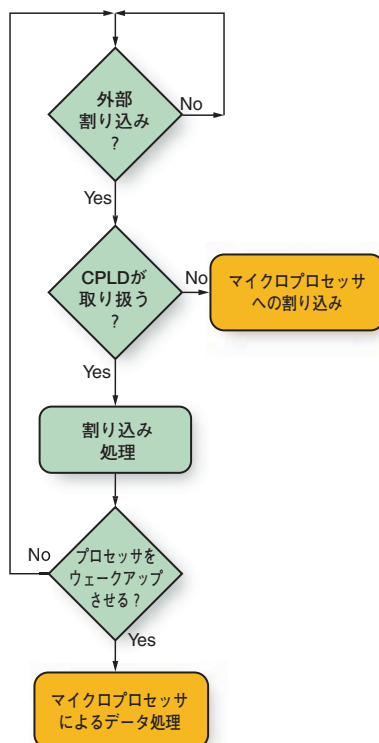 外部
割り込み
?
No
Yes
CPLDが
取り扱う
?
No
マイクロプロセッサ
への割り込み
Yes
割り込み
処理
No
プロセッサを
ウェークアップ
させる?
Yes
マイクロプロセッサ
によるデータ処理